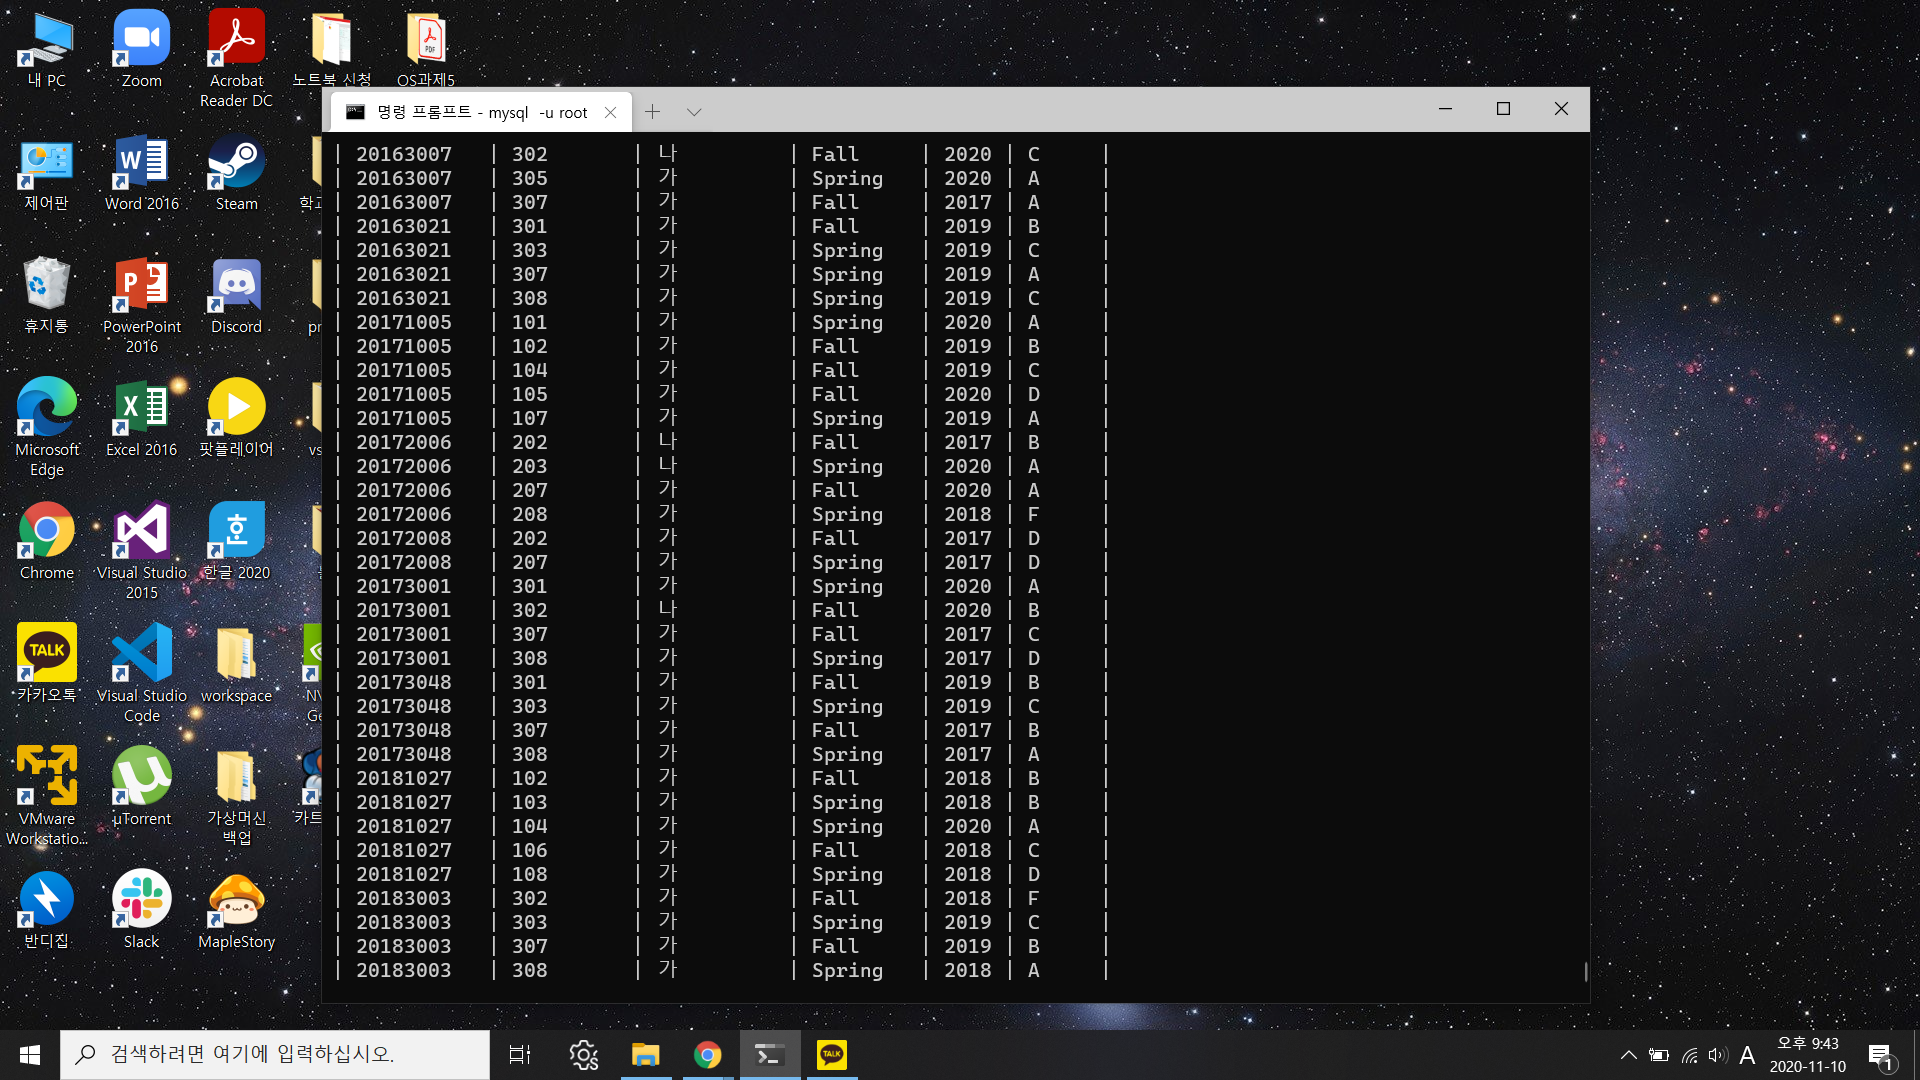 내 PC
Zoom
Acrobat Reader DC
노트북 신청
OS과제5
제어판
Word 2016
Steam
휴지통
PowerPoint 2016
Discord
Microsoft Edge
Excel 2016
팟플레이어
Chrome
Visual Studio 2015
한글 2020
카카오톡
Visual Studio Code
workspace
VMware Workstatio...
µTorrent
가상머신 백업
반디집
Slack
MapleStory
명령 프롬프트 - mysql -u root
| 20163007 | 302 | 나 | Fall | 2020 | C |
| 20163007 | 305 | 가 | Spring | 2020 | A |
| 20163007 | 307 | 가 | Fall | 2017 | A |
| 20163021 | 301 | 가 | Fall | 2019 | B |
| 20163021 | 303 | 가 | Spring | 2019 | C |
| 20163021 | 307 | 가 | Spring | 2019 | A |
| 20163021 | 308 | 가 | Spring | 2019 | C |
| 20171005 | 101 | 가 | Spring | 2020 | A |
| 20171005 | 102 | 가 | Fall | 2019 | B |
| 20171005 | 104 | 가 | Fall | 2019 | C |
| 20171005 | 105 | 가 | Fall | 2020 | D |
| 20171005 | 107 | 가 | Spring | 2019 | A |
| 20172006 | 202 | 나 | Fall | 2017 | B |
| 20172006 | 203 | 나 | Spring | 2020 | A |
| 20172006 | 207 | 가 | Fall | 2020 | A |
| 20172006 | 208 | 가 | Spring | 2018 | F |
| 20172008 | 202 | 가 | Fall | 2017 | D |
| 20172008 | 207 | 가 | Spring | 2017 | D |
| 20173001 | 301 | 가 | Spring | 2020 | A |
| 20173001 | 302 | 나 | Fall | 2020 | B |
| 20173001 | 307 | 가 | Fall | 2017 | C |
| 20173001 | 308 | 가 | Spring | 2017 | D |
| 20173048 | 301 | 가 | Fall | 2019 | B |
| 20173048 | 303 | 가 | Spring | 2019 | C |
| 20173048 | 307 | 가 | Fall | 2017 | B |
| 20173048 | 308 | 가 | Spring | 2017 | A |
| 20181027 | 102 | 가 | Fall | 2018 | B |
| 20181027 | 103 | 가 | Spring | 2018 | B |
| 20181027 | 104 | 가 | Spring | 2020 | A |
| 20181027 | 106 | 가 | Fall | 2018 | C |
| 20181027 | 108 | 가 | Spring | 2018 | D |
| 20183003 | 302 | 가 | Fall | 2018 | F |
| 20183003 | 303 | 가 | Spring | 2019 | C |
| 20183003 | 307 | 가 | Fall | 2019 | B |
| 20183003 | 308 | 가 | Spring | 2018 | A |
검색하려면 여기에 입력하십시오.
A
오후 9:43
2020-11-10
1